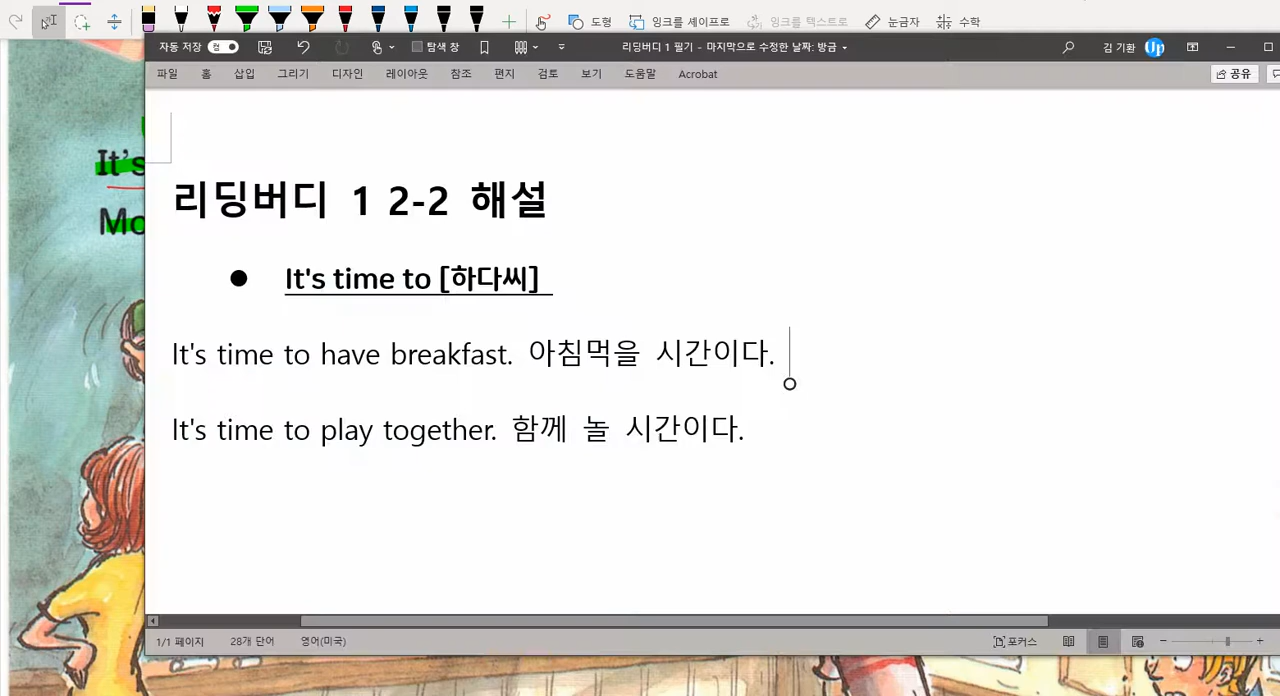 도형 잉크를 셰이프로 잉크를 텍스트로 눈금자 수학
자동 저장 컴 탐색 창 리딩버디 1 필기 - 마지막으로 수정한 날짜: 방금 김 기환 Up
파일 홈 삽입 그리기 디자인 레이아웃 참조 편지 검토 보기 도움말 Acrobat 공유
It's
Mo
리딩버디 1 2-2 해설
● It's time to [하다씨]
It's time to have breakfast. 아침먹을 시간이다.
It's time to play together. 함께 놀 시간이다.
1/1 페이지 28개 단어 영어(미국) 포커스